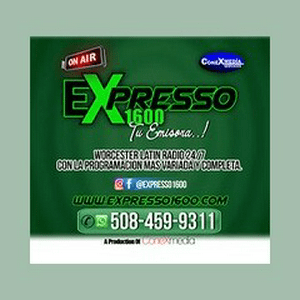 ON AIR
CONEXMEDIA
EXPRESSO
1600
Tu Emisora..!
WORCESTER LATIN RADIO 24/7
CON LA PROGRAMACION MAS VARIADA Y COMPLETA.
@EXPRESSO1600
WWW.EXPRESSO1600.COM
508-459-9311
A Production Of Conexmedia